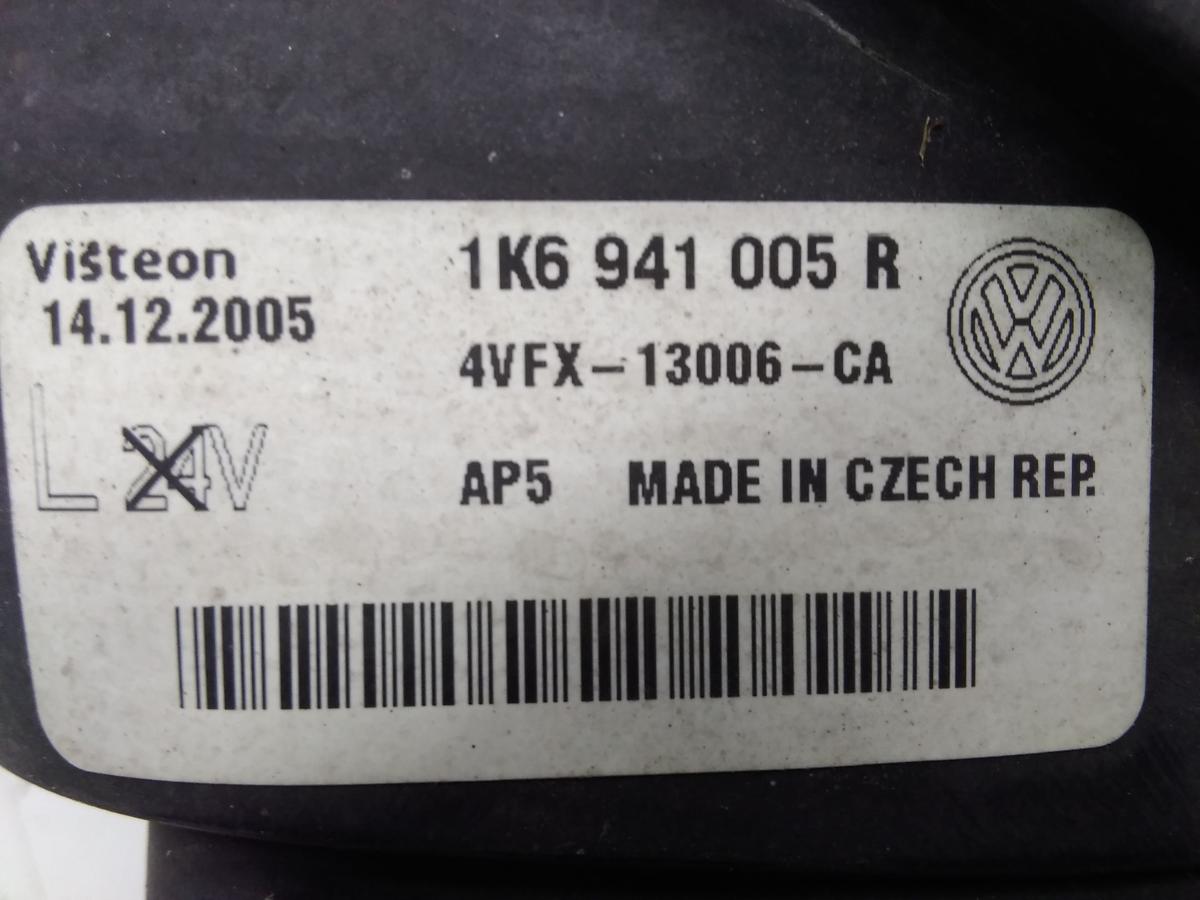 Visteon
14.12.2005
1K6 941 005 R
4VFX-13006-CA
L 24V
AP5 MADE IN CZECH REP.